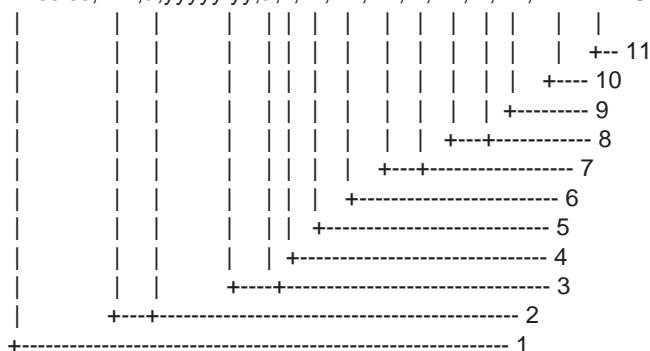 |            |    |         |    | |  |   |    |   |   |   |  |     |    |
|            |    |         |    | |  |   |    |   |   |   |  |     |    +-- 11
|            |    |         |    | |  |   |    |   |   |   |  |     +---- 10
|            |    |         |    | |  |   |    |   |   |   |  +--------- 9
|            |    |         |    | |  |   |    |   |   +---+------------ 8
|            |    |         |    | |  |   |    +---+------------------ 7
|            |    |         |    | |  |   +------------------------- 6
|            |    |         |    | |  +---------------------------- 5
|            |    |         |    | +------------------------------- 4
|            |    |         +----+--------------------------------- 3
|            +---+--------------------------------------------- 2
+------------------------------------------------------------ 1